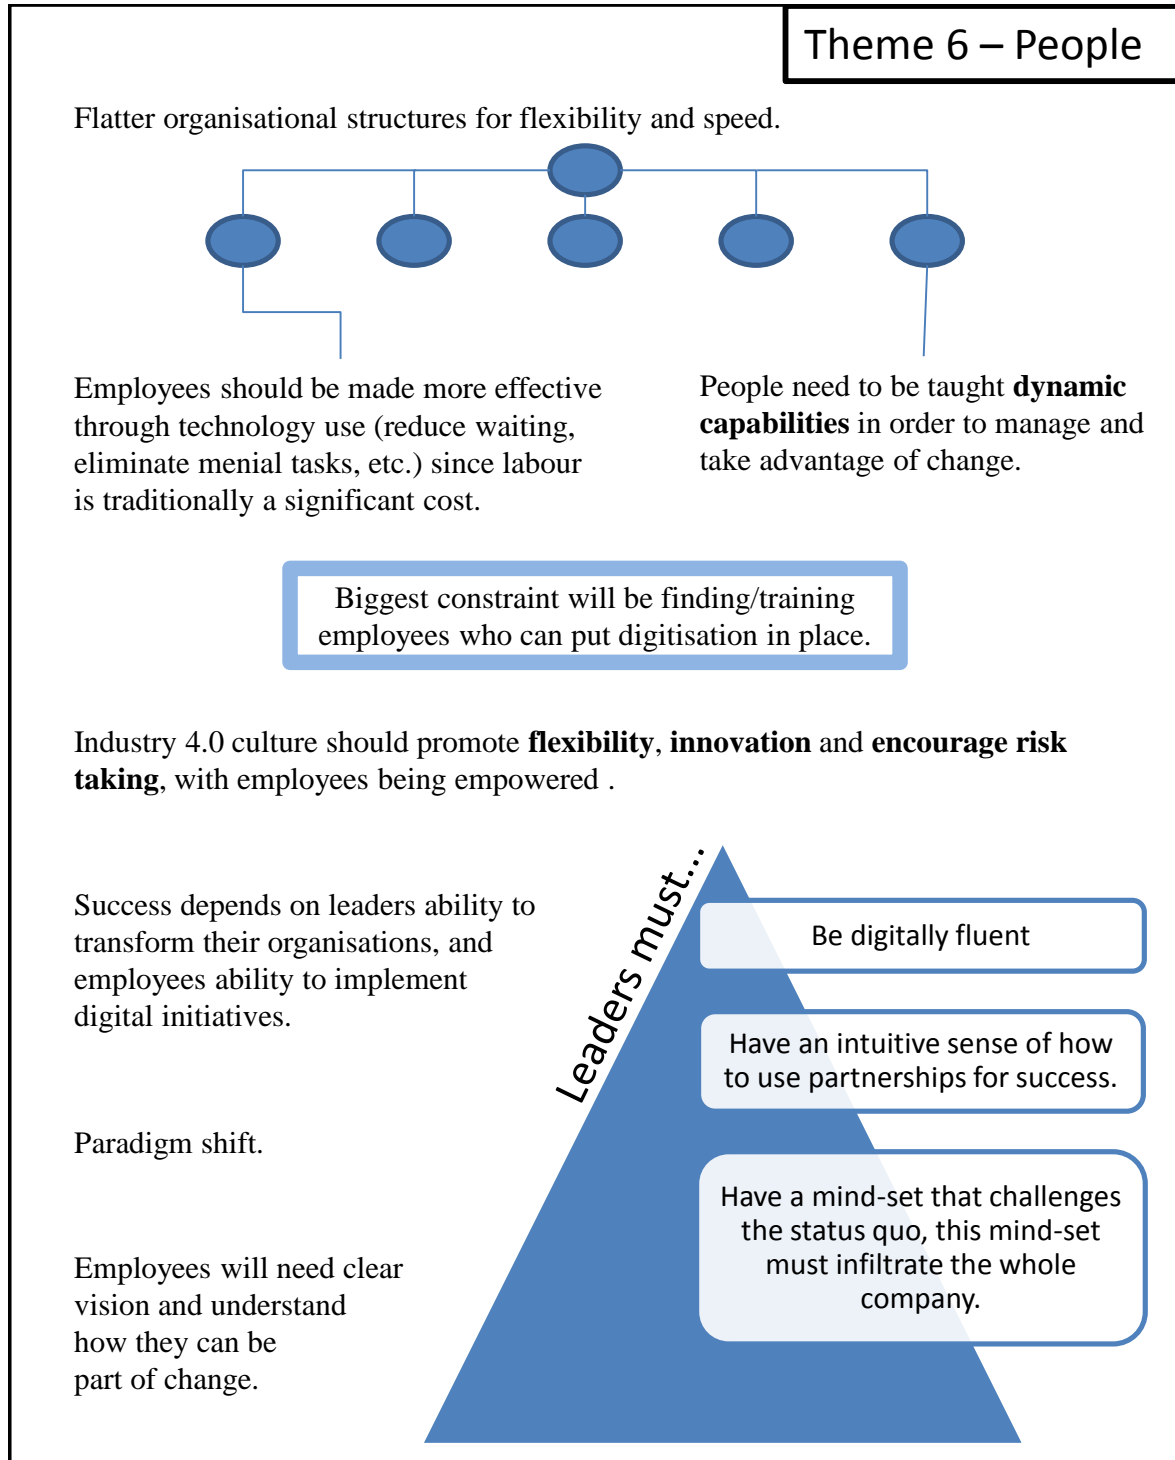 Theme 6 – People
Flatter organisational structures for flexibility and speed.
Employees should be made more effective
through technology use (reduce waiting,
eliminate menial tasks, etc.) since labour
is traditionally a significant cost.
People need to be taught dynamic
capabilities in order to manage and
take advantage of change.
Biggest constraint will be finding/training
employees who can put digitisation in place.
Industry 4.0 culture should promote flexibility, innovation and encourage risk
taking, with employees being empowered .
Success depends on leaders ability to
transform their organisations, and
employees ability to implement
digital initiatives.
Paradigm shift.
Employees will need clear
vision and understand
how they can be
part of change.
Leaders must...
Be digitally fluent
Have an intuitive sense of how
to use partnerships for success.
Have a mind-set that challenges
the status quo, this mind-set
must infiltrate the whole
company.